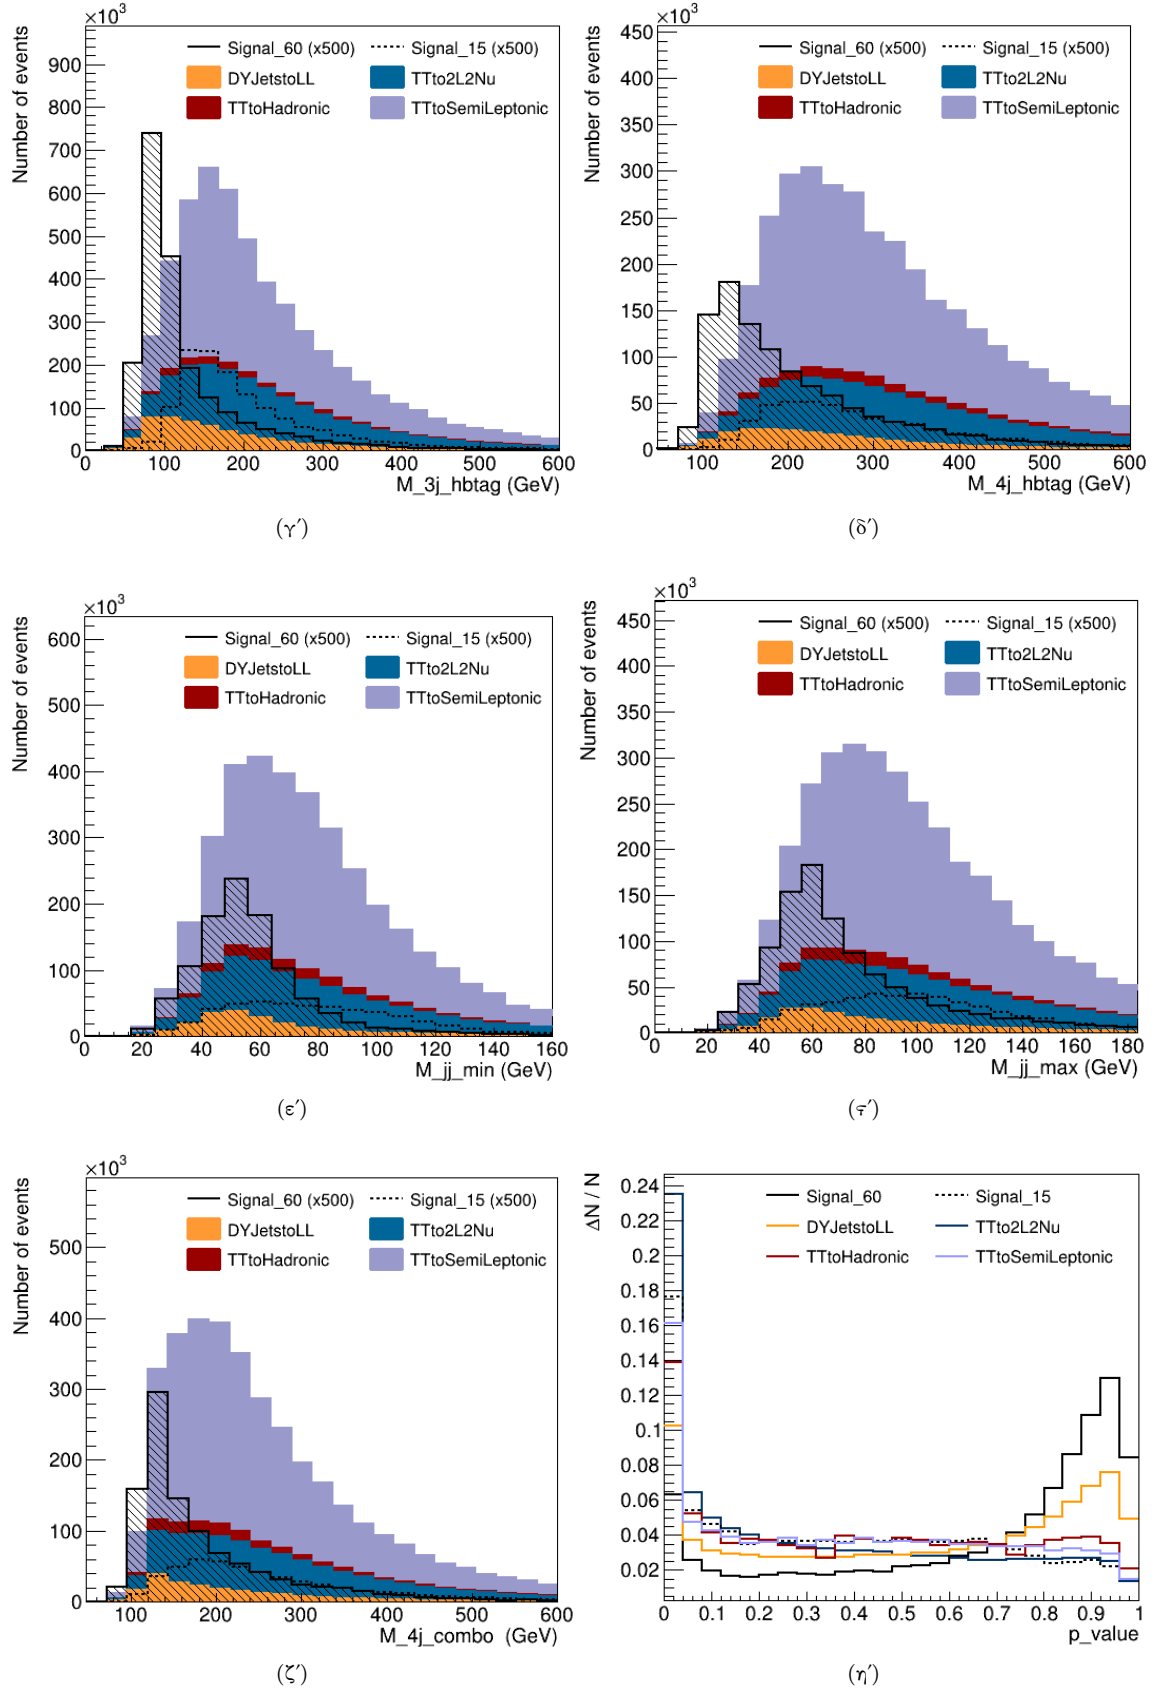 ×10³
Number of events
Signal_60 (x500)
Signal_15 (x500)
DYJetstoLL
TTto2L2Nu
TTtoHadronic
TTtoSemiLeptonic
900
800
700
600
500
400
300
200
100
0
0 100 200 300 400 500 600
M_3j_hbtag (GeV)
(γ′)
×10³
Number of events
Signal_60 (x500)
Signal_15 (x500)
DYJetstoLL
TTto2L2Nu
TTtoHadronic
TTtoSemiLeptonic
450
400
350
300
250
200
150
100
50
0
100 200 300 400 500 600
M_4j_hbtag (GeV)
(δ′)
×10³
Number of events
Signal_60 (x500)
Signal_15 (x500)
DYJetstoLL
TTto2L2Nu
TTtoHadronic
TTtoSemiLeptonic
600
500
400
300
200
100
0
0 20 40 60 80 100 120 140 160
M_jj_min (GeV)
(ε′)
×10³
Number of events
Signal_60 (x500)
Signal_15 (x500)
DYJetstoLL
TTto2L2Nu
TTtoHadronic
TTtoSemiLeptonic
450
400
350
300
250
200
150
100
50
0
0 20 40 60 80 100 120 140 160 180
M_jj_max (GeV)
(ϛ′)
×10³
Number of events
Signal_60 (x500)
Signal_15 (x500)
DYJetstoLL
TTto2L2Nu
TTtoHadronic
TTtoSemiLeptonic
500
400
300
200
100
0
100 200 300 400 500 600
M_4j_combo (GeV)
(ζ′)
ΔN / N
Signal_60
Signal_15
DYJetstoLL
TTto2L2Nu
TTtoHadronic
TTtoSemiLeptonic
0.24
0.22
0.2
0.18
0.16
0.14
0.12
0.1
0.08
0.06
0.04
0.02
0 0.1 0.2 0.3 0.4 0.5 0.6 0.7 0.8 0.9 1
p_value
(η′)